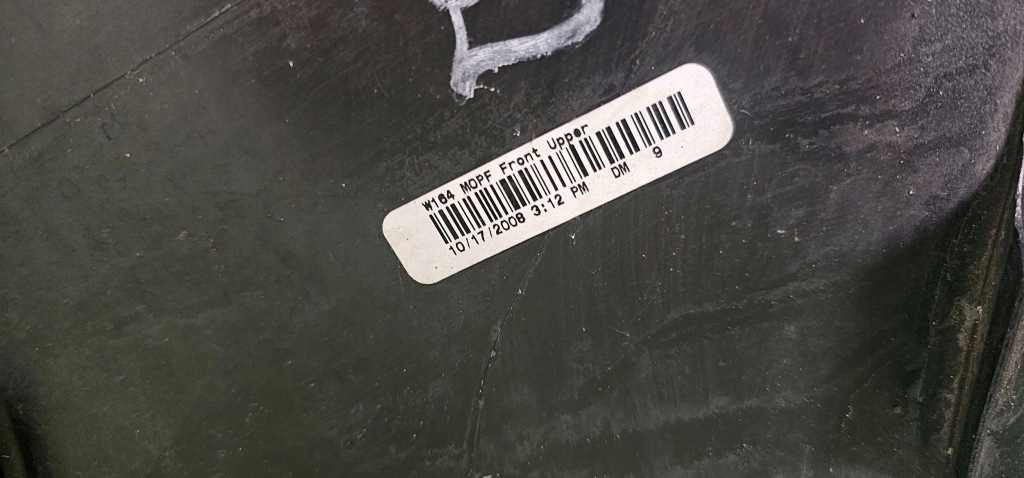 W164 MOPF Front Upper
10/17/2008 3:12 PM DM 9